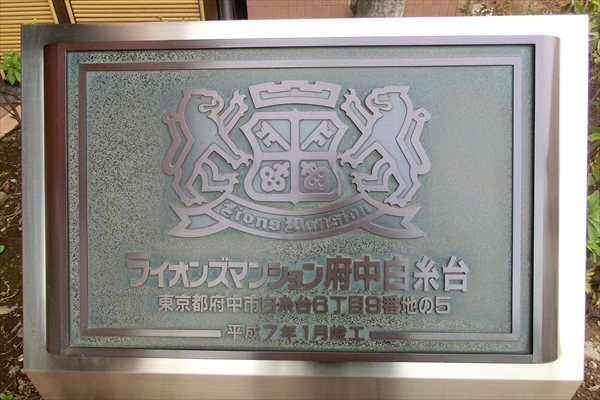 Lions Mansion
ライオンズマンション府中白糸台
東京都府中市白糸台6丁目9番地の5
平成7年1月竣工